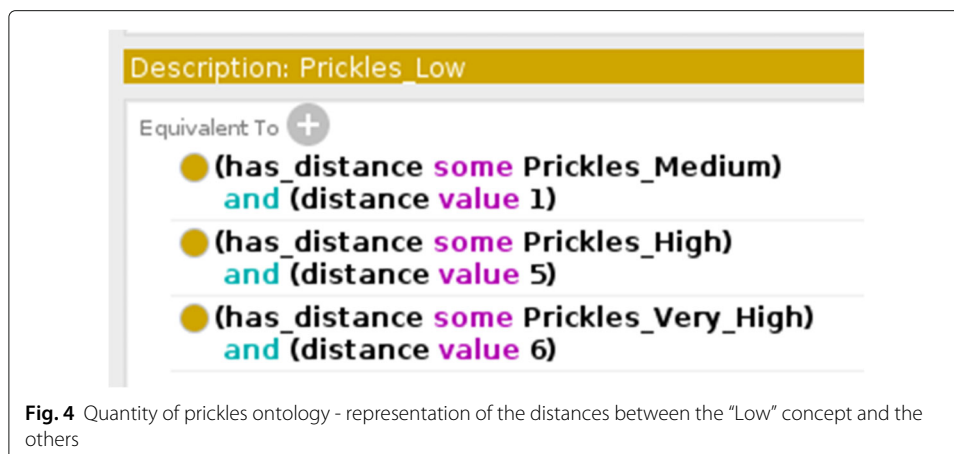 Description: Prickles_Low
Equivalent To +
(has_distance some Prickles_Medium)
and (distance value 1)
(has_distance some Prickles_High)
and (distance value 5)
(has_distance some Prickles_Very_High)
and (distance value 6)
Fig. 4 Quantity of prickles ontology - representation of the distances between the “Low” concept and the
others